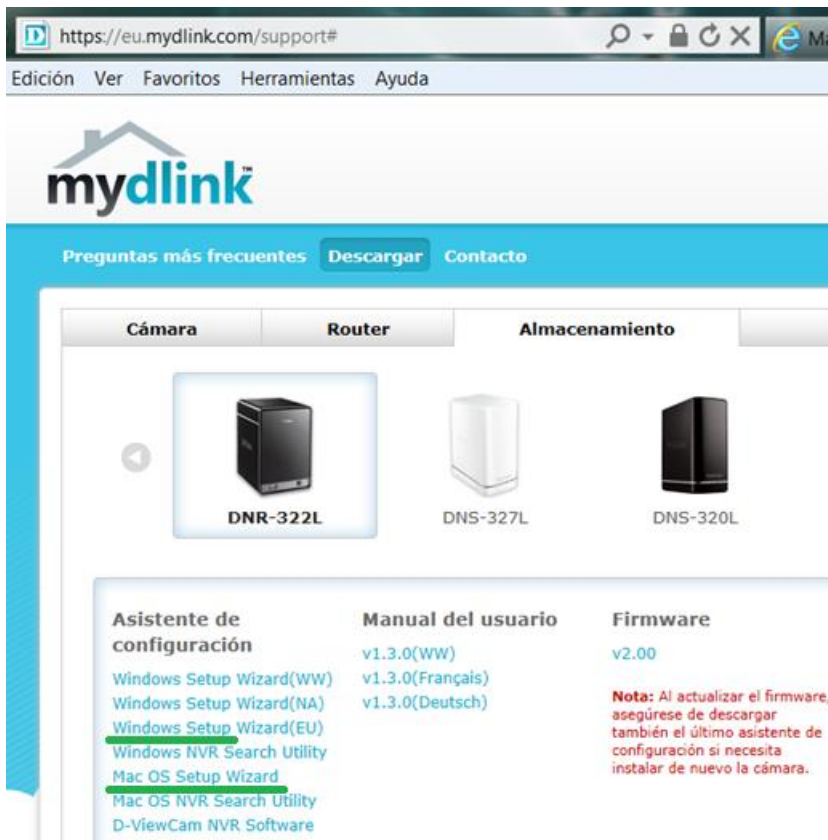 https://eu.mydlink.com/support#
Edición Ver Favoritos Herramientas Ayuda
mydlink™
Preguntas más frecuentes Descargar Contacto
Cámara Router Almacenamiento
DNR-322L DNS-327L DNS-320L
Asistente de
configuración
Windows Setup Wizard(WW)
Windows Setup Wizard(NA)
Windows Setup Wizard(EU)
Windows NVR Search Utility
Mac OS Setup Wizard
Mac OS NVR Search Utility
D-ViewCam NVR Software
Manual del usuario
v1.3.0(WW)
v1.3.0(Français)
v1.3.0(Deutsch)
Firmware
v2.00
Nota: Al actualizar el firmware,
asegúrese de descargar
también el último asistente de
configuración si necesita
instalar de nuevo la cámara.